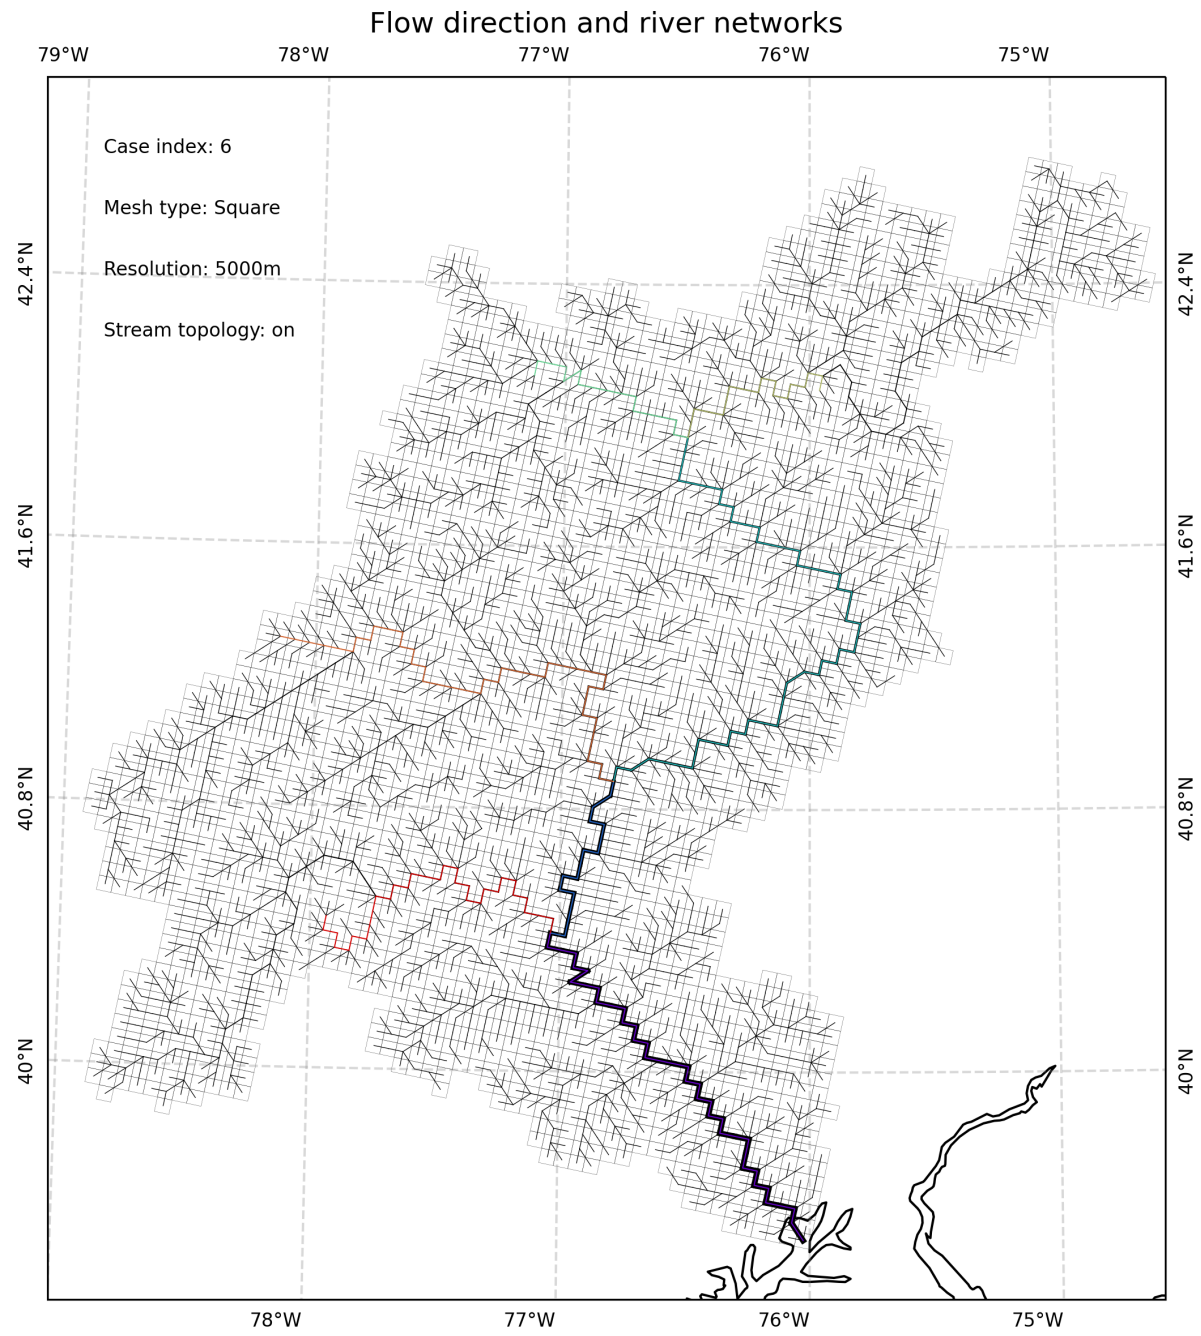 Flow direction and river networks
79°W 78°W 77°W 76°W 75°W
Case index: 6
Mesh type: Square
42.4°N 42.4°N
Resolution: 5000m
Stream topology: on
41.6°N 41.6°N
40.8°N 40.8°N
40°N 40°N
78°W 77°W 76°W 75°W